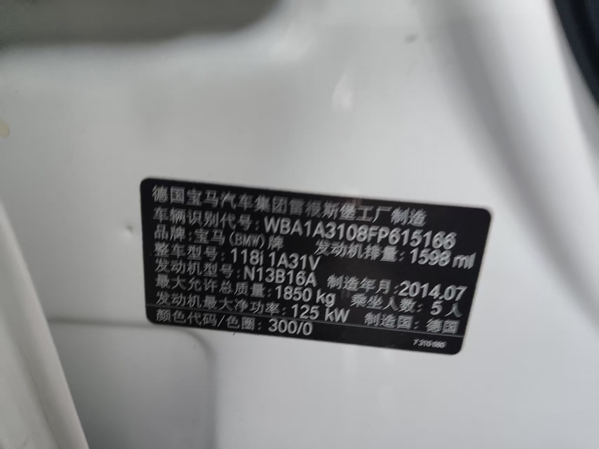 德国宝马汽车集团雷根斯堡工厂制造
车辆识别代号: WBA1A3108FP615166
品牌: 宝马(BMW)牌 发动机排量: 1598 ml
整车型号: 118i 1A31V
发动机型号: N13B16A 制造年月: 2014.07
最大允许总质量: 1850 kg 乘坐人数: 5人
发动机最大净功率: 125 kW 制造国: 德国
颜色代码/色圈: 300/0